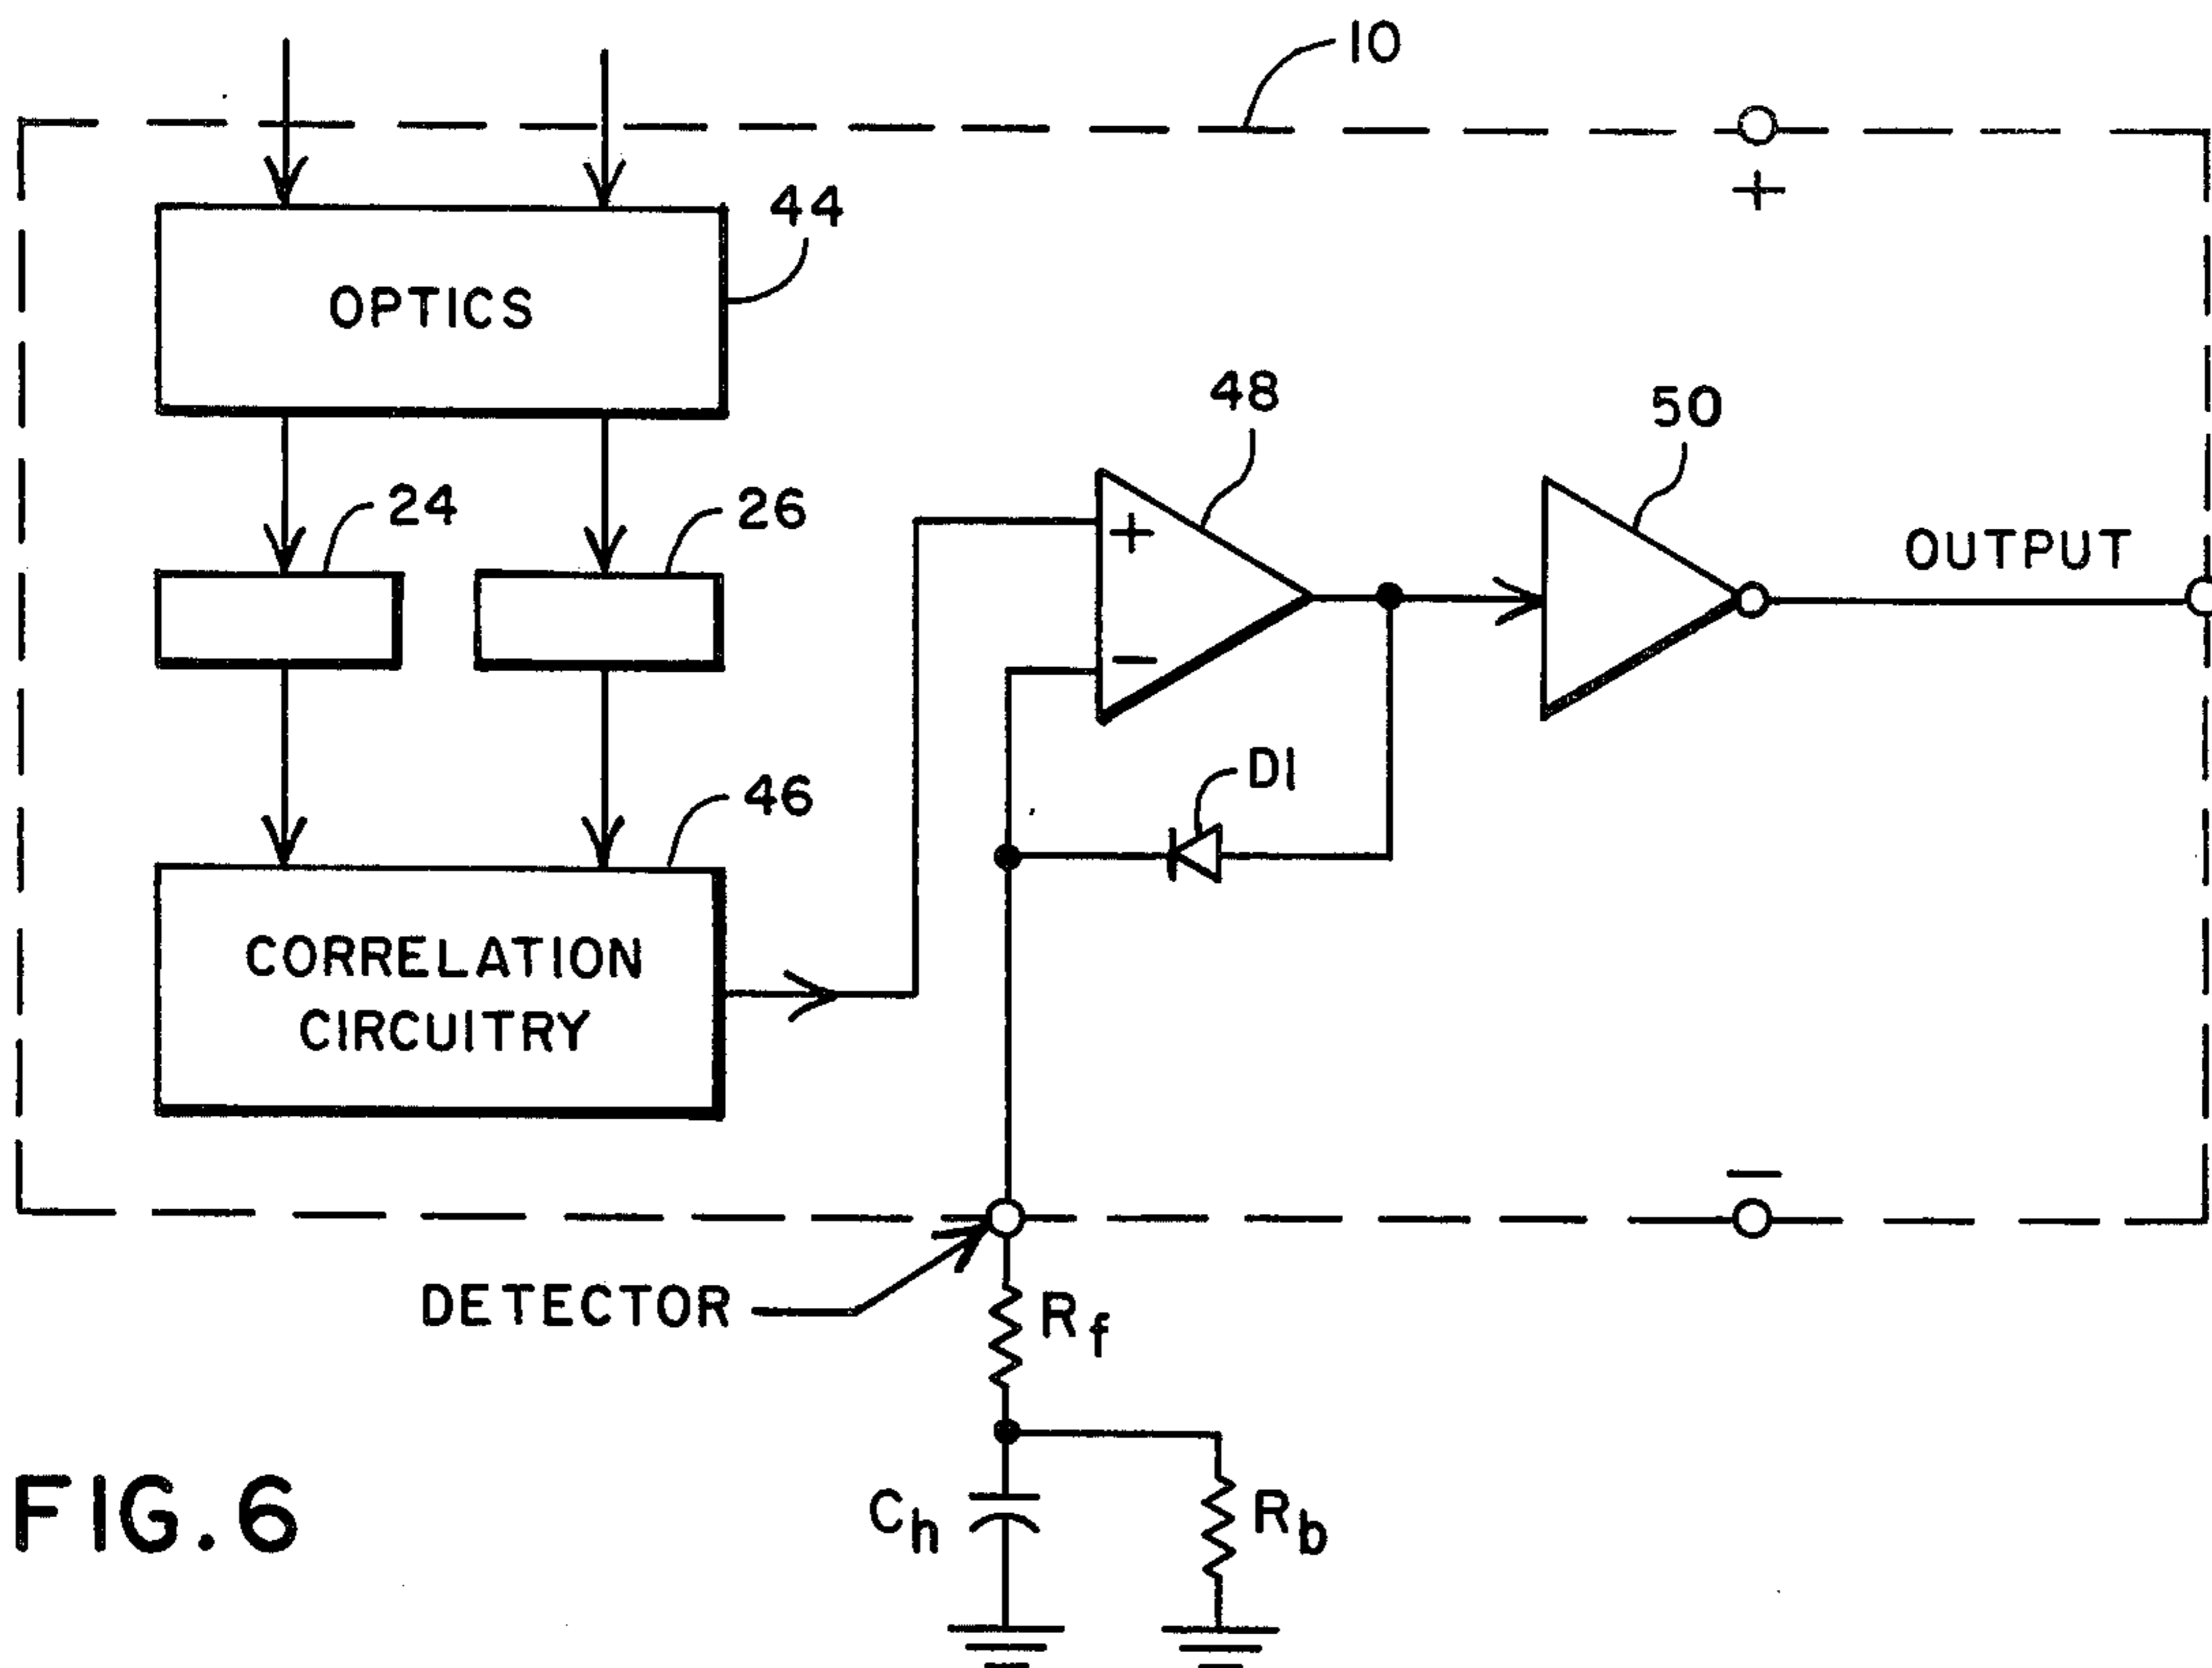 10
+
44
OPTICS
48
50
24
26
+
OUTPUT
−
D1
46
CORRELATION
CIRCUITRY
−
DETECTOR
Rf
Ch
Rb
FIG. 6